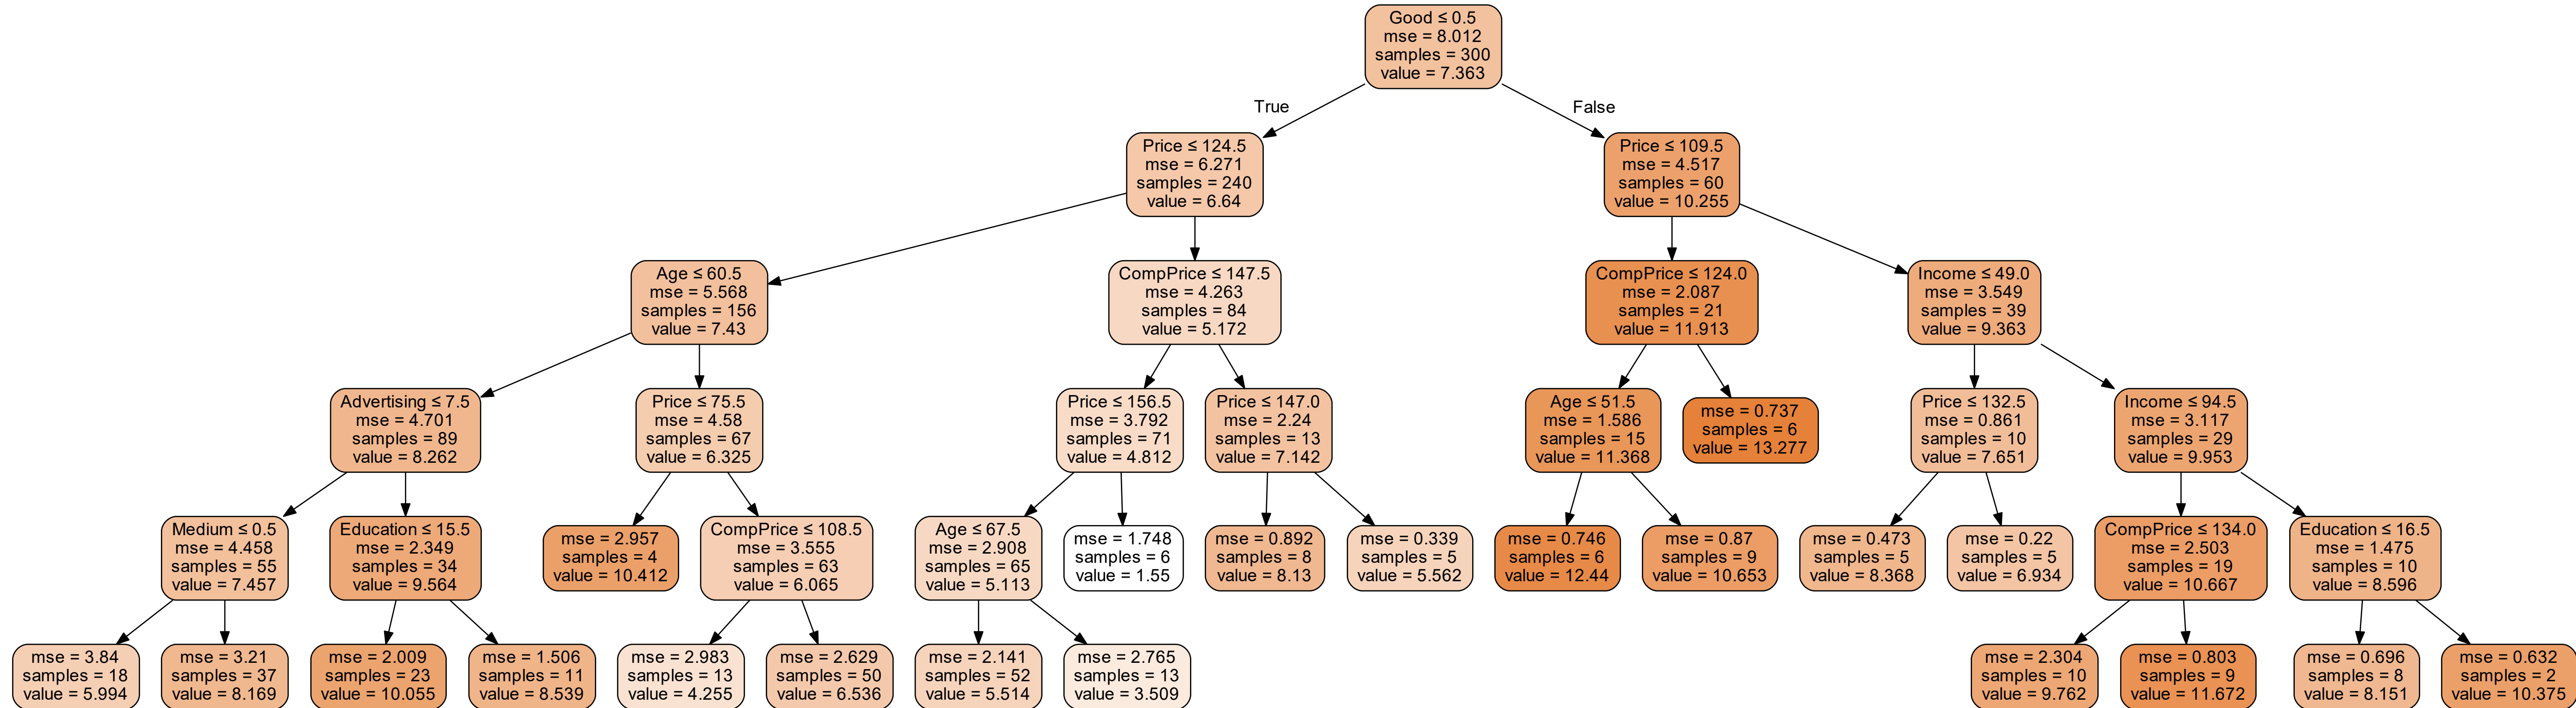 Good ≤ 0.5
mse = 8.012
samples = 300
value = 7.363
True
False
Price ≤ 124.5
mse = 6.271
samples = 240
value = 6.64
Price ≤ 109.5
mse = 4.517
samples = 60
value = 10.255
Age ≤ 60.5
mse = 5.568
samples = 156
value = 7.43
CompPrice ≤ 147.5
mse = 4.263
samples = 84
value = 5.172
CompPrice ≤ 124.0
mse = 2.087
samples = 21
value = 11.913
Income ≤ 49.0
mse = 3.549
samples = 39
value = 9.363
Advertising ≤ 7.5
mse = 4.701
samples = 89
value = 8.262
Price ≤ 75.5
mse = 4.58
samples = 67
value = 6.325
Price ≤ 156.5
mse = 3.792
samples = 71
value = 4.812
Price ≤ 147.0
mse = 2.24
samples = 13
value = 7.142
Age ≤ 51.5
mse = 1.586
samples = 15
value = 11.368
mse = 0.737
samples = 6
value = 13.277
Price ≤ 132.5
mse = 0.861
samples = 10
value = 7.651
Income ≤ 94.5
mse = 3.117
samples = 29
value = 9.953
Medium ≤ 0.5
mse = 4.458
samples = 55
value = 7.457
Education ≤ 15.5
mse = 2.349
samples = 34
value = 9.564
mse = 2.957
samples = 4
value = 10.412
CompPrice ≤ 108.5
mse = 3.555
samples = 63
value = 6.065
Age ≤ 67.5
mse = 2.908
samples = 65
value = 5.113
mse = 1.748
samples = 6
value = 1.55
mse = 0.892
samples = 8
value = 8.13
mse = 0.339
samples = 5
value = 5.562
mse = 0.746
samples = 6
value = 12.44
mse = 0.87
samples = 9
value = 10.653
mse = 0.473
samples = 5
value = 8.368
mse = 0.22
samples = 5
value = 6.934
CompPrice ≤ 134.0
mse = 2.503
samples = 19
value = 10.667
Education ≤ 16.5
mse = 1.475
samples = 10
value = 8.596
mse = 3.84
samples = 18
value = 5.994
mse = 3.21
samples = 37
value = 8.169
mse = 2.009
samples = 23
value = 10.055
mse = 1.506
samples = 11
value = 8.539
mse = 2.983
samples = 13
value = 4.255
mse = 2.629
samples = 50
value = 6.536
mse = 2.141
samples = 52
value = 5.514
mse = 2.765
samples = 13
value = 3.509
mse = 2.304
samples = 10
value = 9.762
mse = 0.803
samples = 9
value = 11.672
mse = 0.696
samples = 8
value = 8.151
mse = 0.632
samples = 2
value = 10.375